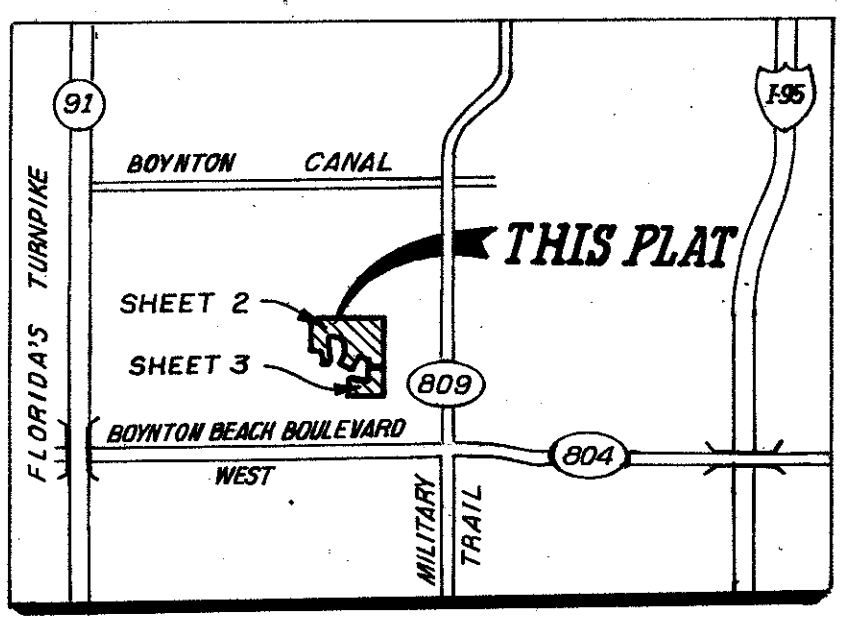 91
I-95
BOYNTON CANAL
FLORIDA'S TURNPIKE
THIS PLAT
SHEET 2
SHEET 3
809
BOYNTON BEACH BOULEVARD
WEST
804
MILITARY
TRAIL